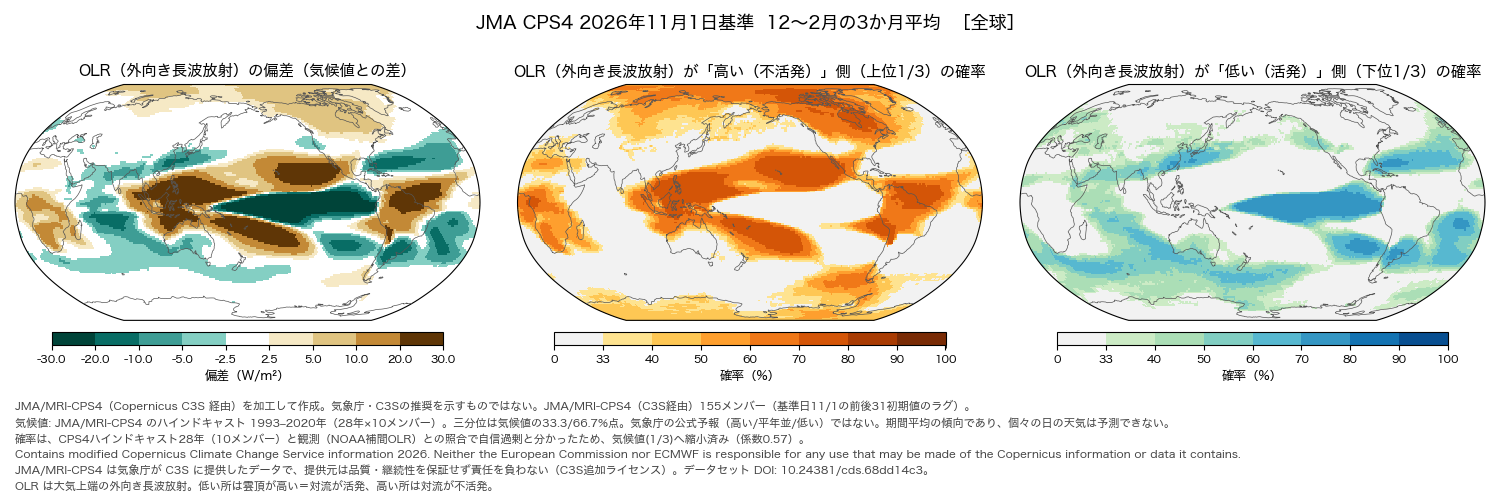 JMA CPS4 2026年11月1日基準  12～2月の3か月平均  ［全球］
OLR（外向き長波放射）の偏差（気候値との差）
OLR（外向き長波放射）が「高い（不活発）」側（上位1/3）の確率
OLR（外向き長波放射）が「低い（活発）」側（下位1/3）の確率
-30.0 -20.0 -10.0 -5.0 -2.5 2.5 5.0 10.0 20.0 30.0
偏差（W/m²）
0 33 40 50 60 70 80 90 100
確率（%）
0 33 40 50 60 70 80 90 100
確率（%）
JMA/MRI-CPS4（Copernicus C3S 経由）を加工して作成。気象庁・C3Sの推奨を示すものではない。JMA/MRI-CPS4（C3S経由）155メンバー（基準日11/1の前後31初期値のラグ）。
気候値: JMA/MRI-CPS4 のハインドキャスト 1993–2020年（28年×10メンバー）。三分位は気候値の33.3/66.7%点。気象庁の公式予報（高い/平年並/低い）ではない。期間平均の傾向であり、個々の日の天気は予測できない。
確率は、CPS4ハインドキャスト28年（10メンバー）と観測（NOAA補間OLR）との照合で自信過剰と分かったため、気候値(1/3)へ縮小済み（係数0.57）。
Contains modified Copernicus Climate Change Service information 2026. Neither the European Commission nor ECMWF is responsible for any use that may be made of the Copernicus information or data it contains.
JMA/MRI-CPS4 は気象庁が C3S に提供したデータで、提供元は品質・継続性を保証せず責任を負わない（C3S追加ライセンス）。データセット DOI: 10.24381/cds.68dd14c3。
OLR は大気上端の外向き長波放射。低い所は雲頂が高い＝対流が活発、高い所は対流が不活発。